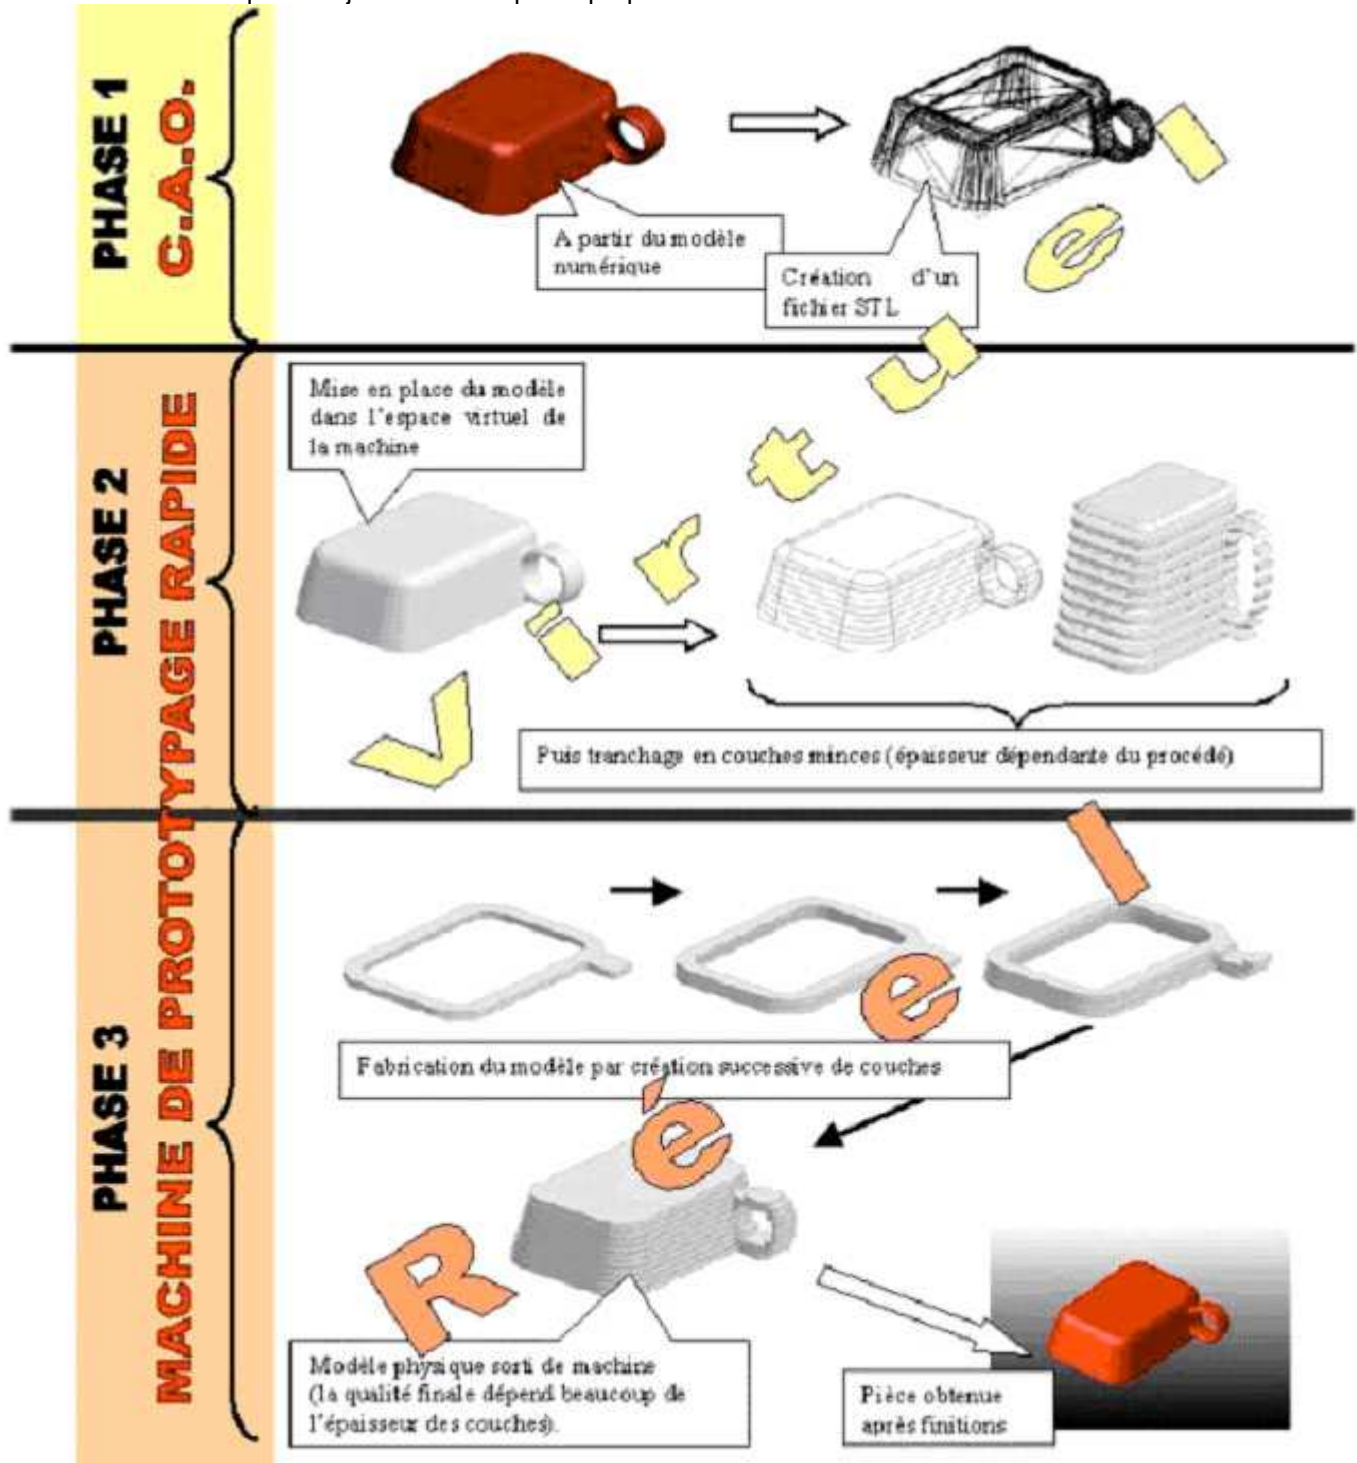 PHASE 1
C.A.O.
A partir du modèle
numérique
Création d'un
fichier STL
Virtuel
PHASE 2
MACHINE DE PROTOTYPAGE RAPIDE
Mise en place du modèle
dans l'espace virtuel de
la machine
Puis tranchage en couches minces (épaisseur dépendante du procédé)
PHASE 3
Fabrication du modèle par création successive de couches
Réel
Modèle physique sorti de machine
(la qualité finale dépend beaucoup de
l'épaisseur des couches).
Pièce obtenue
après finitions